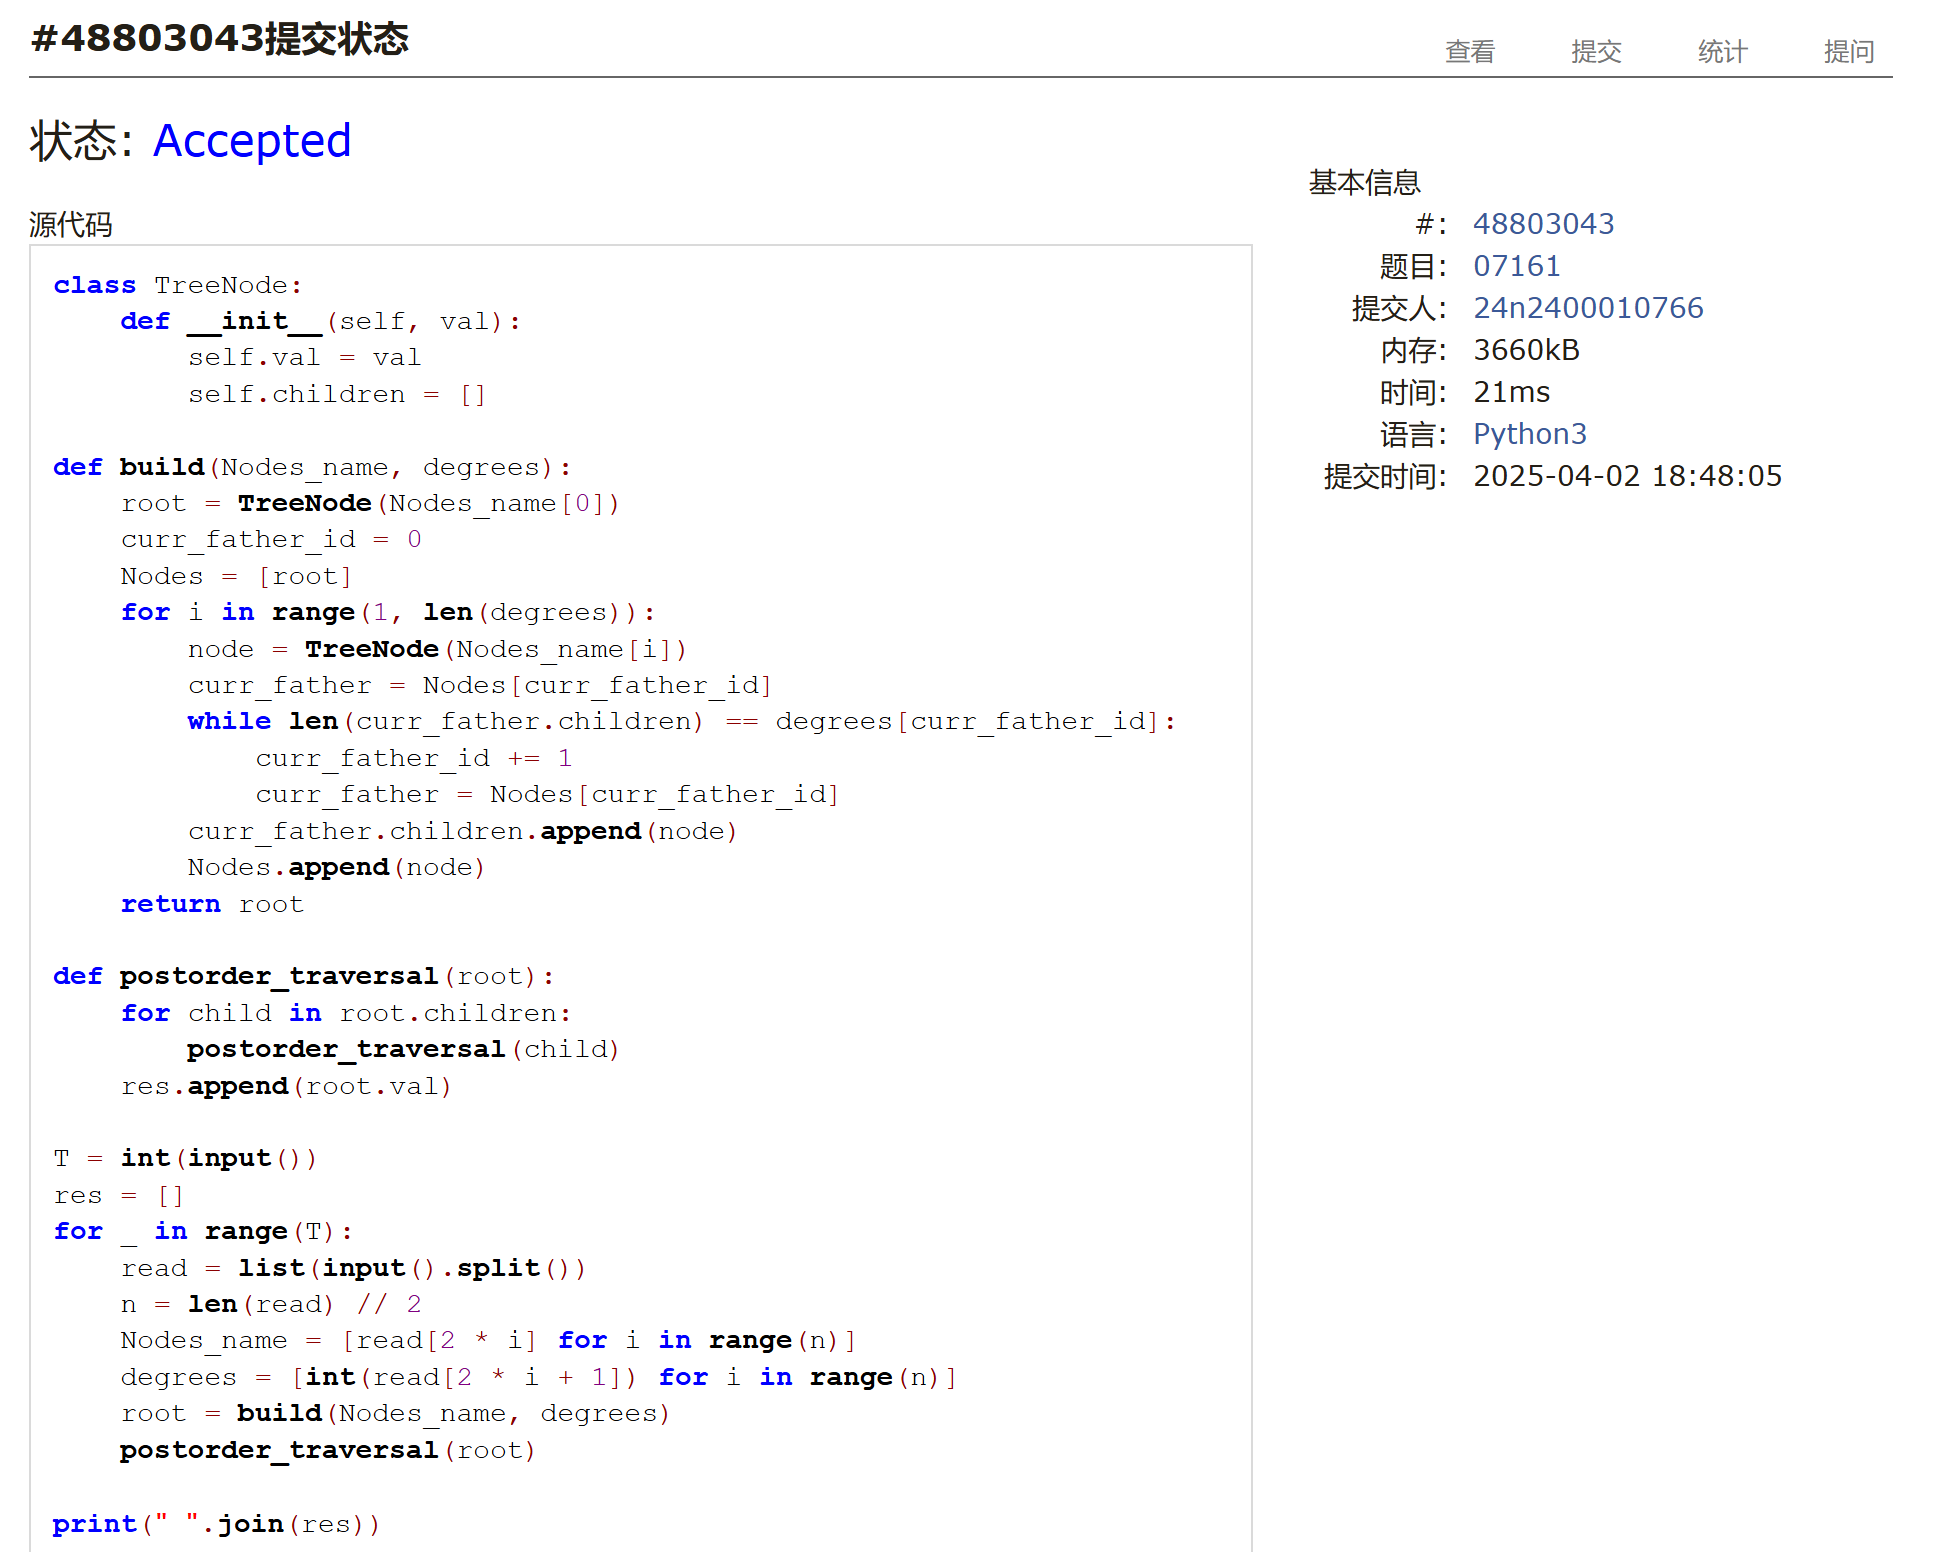 #48803043提交状态
查看 提交 统计 提问
状态: Accepted
源代码
class TreeNode:
    def __init__(self, val):
        self.val = val
        self.children = []

def build(Nodes_name, degrees):
    root = TreeNode(Nodes_name[0])
    curr_father_id = 0
    Nodes = [root]
    for i in range(1, len(degrees)):
        node = TreeNode(Nodes_name[i])
        curr_father = Nodes[curr_father_id]
        while len(curr_father.children) == degrees[curr_father_id]:
            curr_father_id += 1
            curr_father = Nodes[curr_father_id]
        curr_father.children.append(node)
        Nodes.append(node)
    return root

def postorder_traversal(root):
    for child in root.children:
        postorder_traversal(child)
    res.append(root.val)

T = int(input())
res = []
for _ in range(T):
    read = list(input().split())
    n = len(read) // 2
    Nodes_name = [read[2 * i] for i in range(n)]
    degrees = [int(read[2 * i + 1]) for i in range(n)]
    root = build(Nodes_name, degrees)
    postorder_traversal(root)

print(" ".join(res))
基本信息
#: 48803043
题目: 07161
提交人: 24n2400010766
内存: 3660kB
时间: 21ms
语言: Python3
提交时间: 2025-04-02 18:48:05